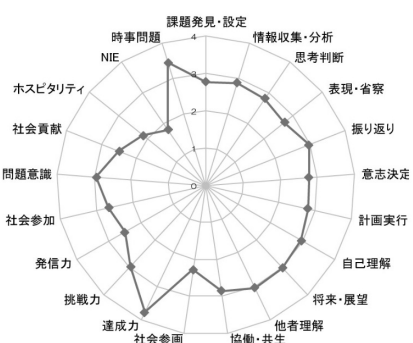 課題発見・設定
情報収集・分析
思考判断
表現・省察
振り返り
意志決定
計画実行
自己理解
将来・展望
他者理解
協働・共生
社会参画
達成力
挑戦力
発信力
社会参加
問題意識
社会貢献
ホスピタリティ
NIE
時事問題
4
3
2
1
0